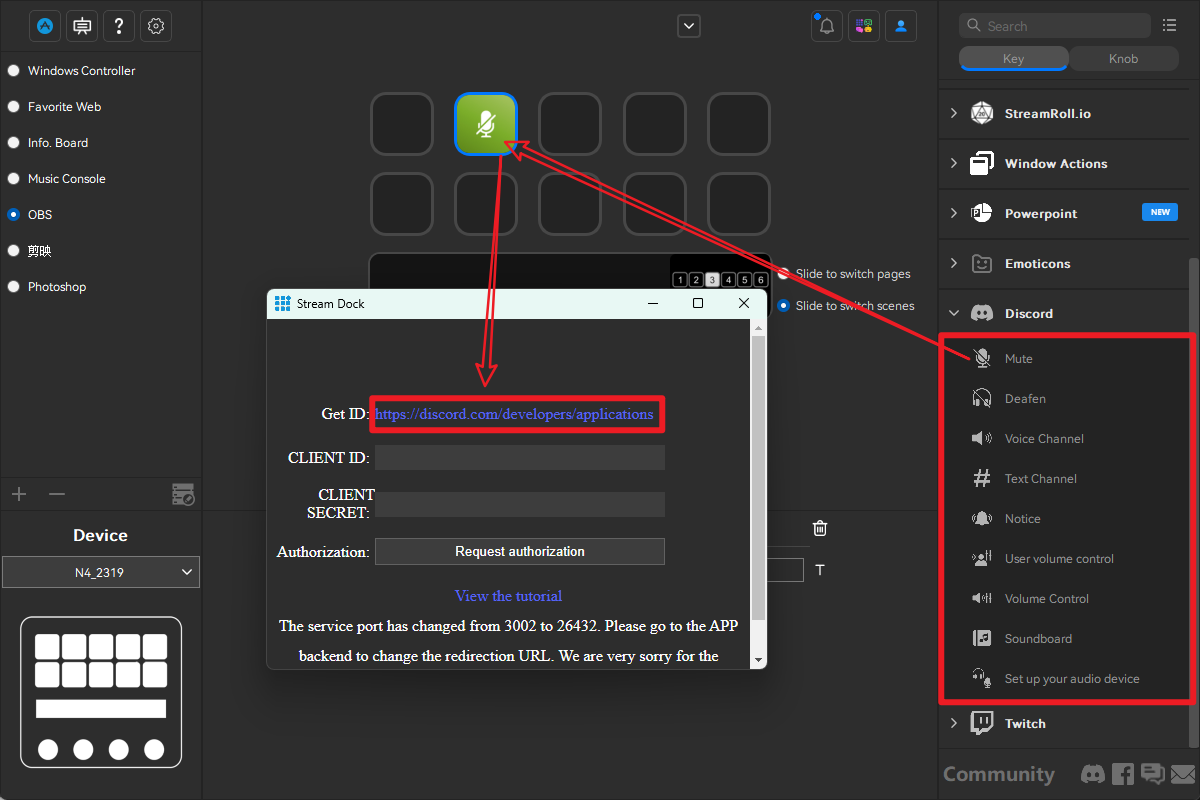 Windows Controller
Favorite Web
Info. Board
Music Console
OBS
剪映
Photoshop
Device
N4_2319
1 2 3 4 5 6
Slide to switch pages
Slide to switch scenes
Stream Dock
Get ID: https://discord.com/developers/applications
CLIENT ID:
CLIENT
SECRET:
Authorization: Request authorization
View the tutorial
The service port has changed from 3002 to 26432. Please go to the APP
backend to change the redirection URL. We are very sorry for the
T
Search
Key Knob
StreamRoll.io
Window Actions
Powerpoint NEW
Emoticons
Discord
Mute
Deafen
Voice Channel
Text Channel
Notice
User volume control
Volume Control
Soundboard
Set up your audio device
Twitch
Community